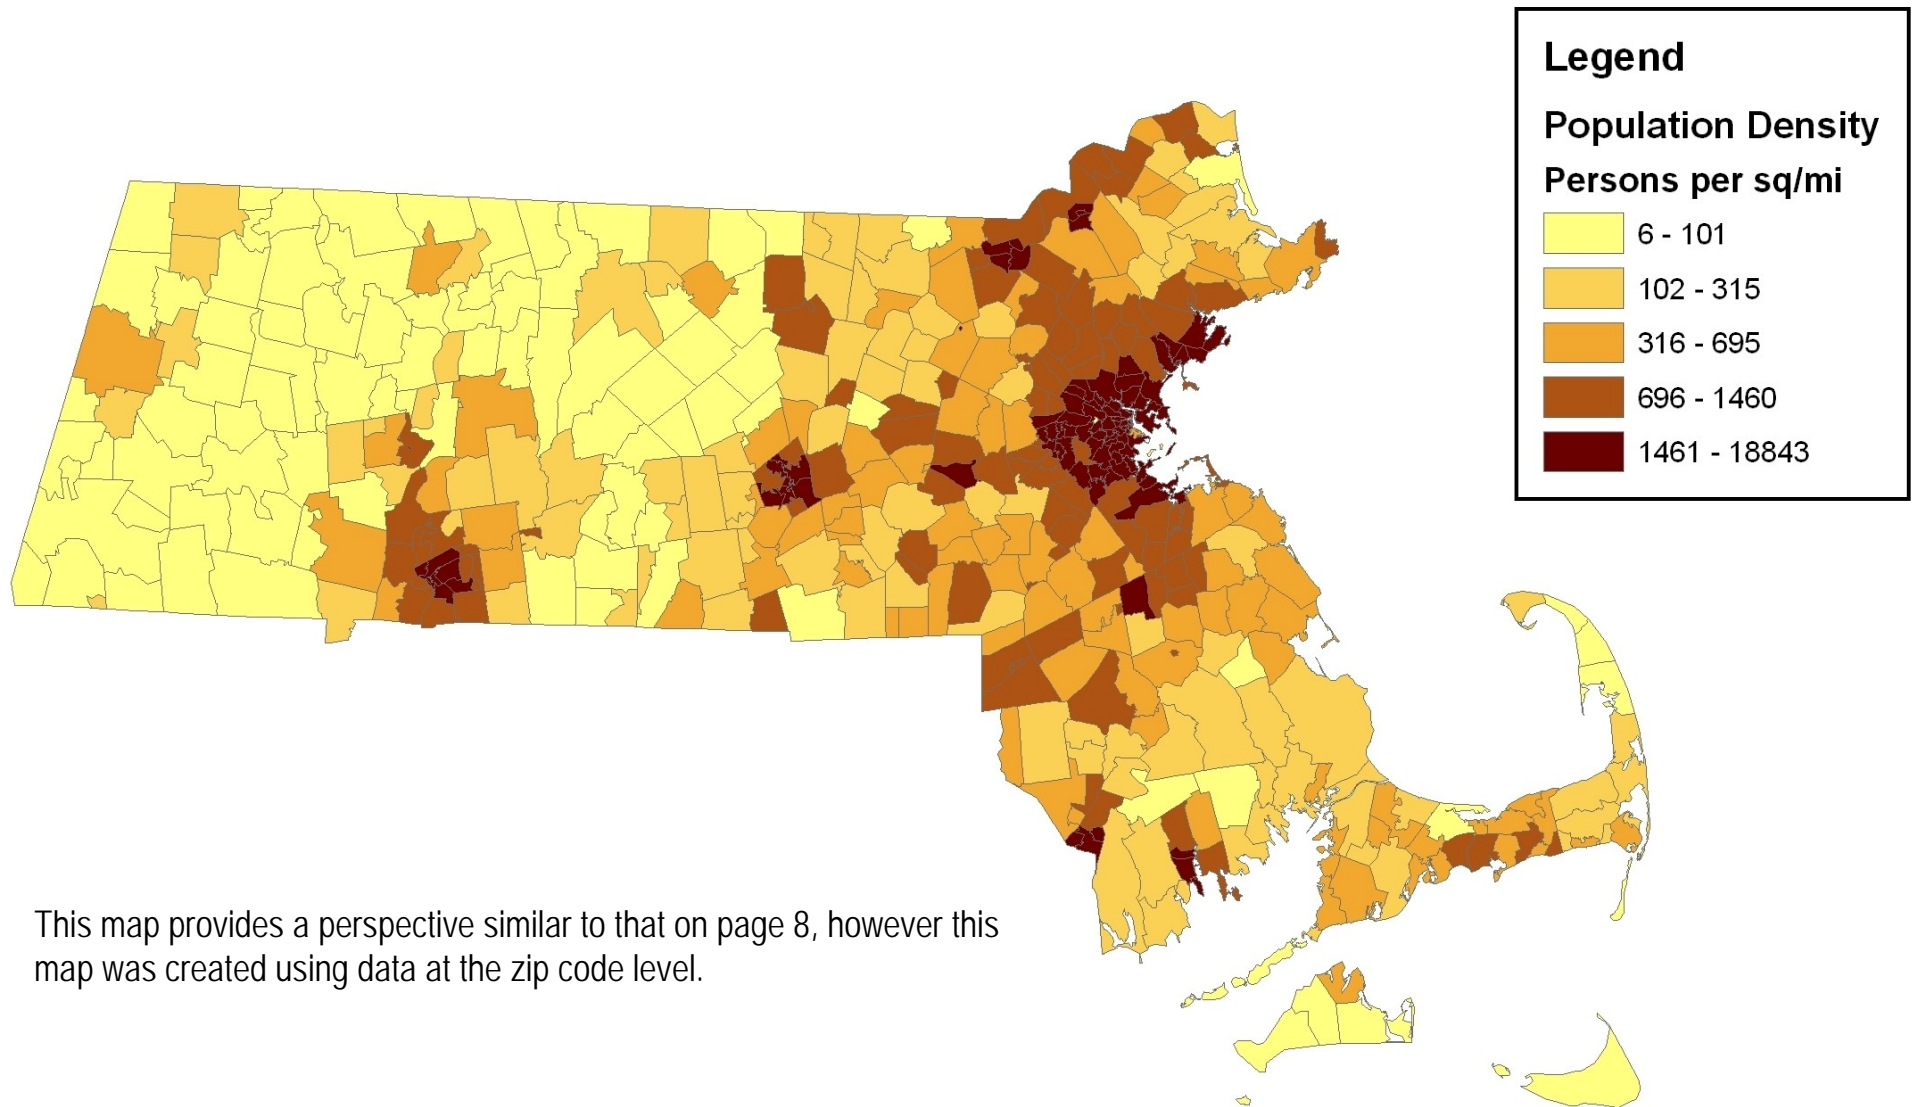 Legend
Population Density
Persons per sq/mi
6 - 101
102 - 315
316 - 695
696 - 1460
1461 - 18843
This map provides a perspective similar to that on page 8, however this
map was created using data at the zip code level.